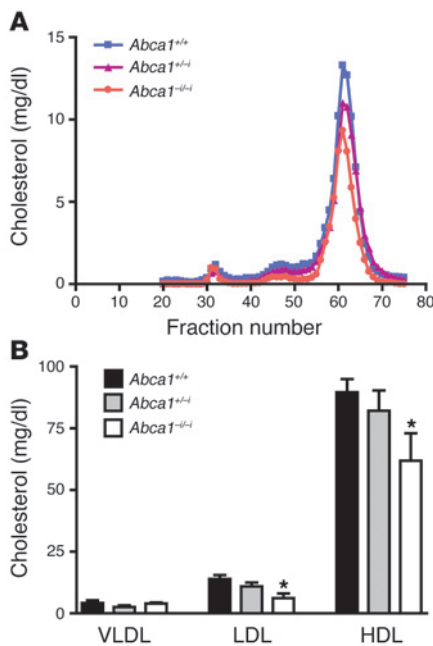 A
Abca1+/+
Abca1+/–i
Abca1–i/–i
Cholesterol (mg/dl)
15
10
5
0
0 10 20 30 40 50 60 70 80
Fraction number
B
Abca1+/+
Abca1+/–i
Abca1–i/–i
Cholesterol (mg/dl)
100
75
50
25
0
*
*
VLDL LDL HDL